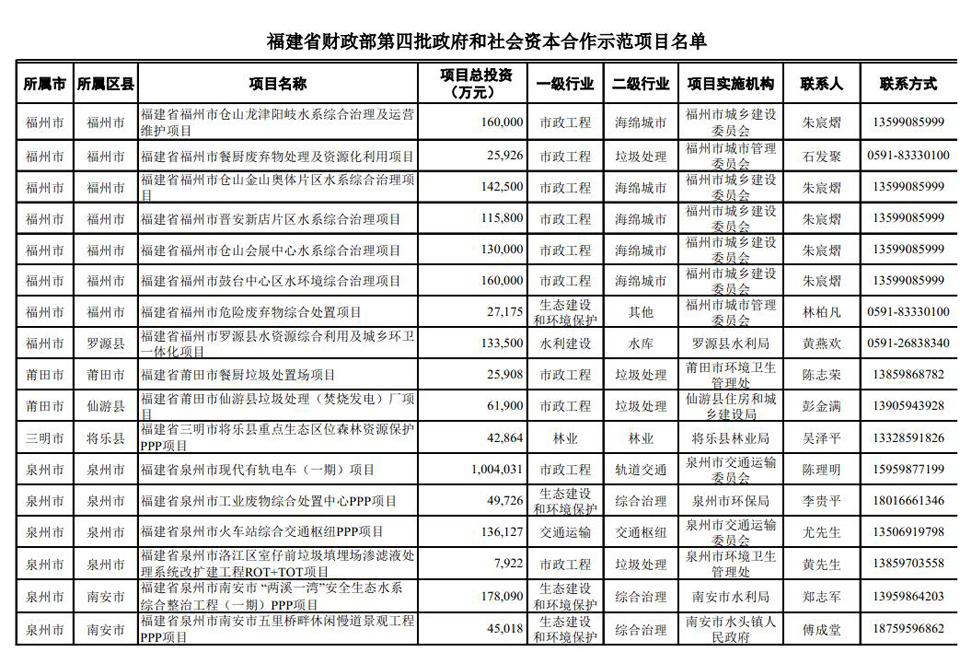 福建省财政部第四批政府和社会资本合作示范项目名单
所属市 所属区县 项目名称 项目总投资（万元） 一级行业 二级行业 项目实施机构 联系人 联系方式
福州市 福州市 福建省福州市仓山龙津阳岐水系综合治理及运营维护项目 160,000 市政工程 海绵城市 福州市城乡建设委员会 朱宸熠 13599085999
福州市 福州市 福建省福州市餐厨废弃物处理及资源化利用项目 25,926 市政工程 垃圾处理 福州市城市管理委员会 石发聚 0591-83330100
福州市 福州市 福建省福州市仓山金山奥体片区水系综合治理项目 142,500 市政工程 海绵城市 福州市城乡建设委员会 朱宸熠 13599085999
福州市 福州市 福建省福州市晋安新店片区水系综合治理项目 115,800 市政工程 海绵城市 福州市城乡建设委员会 朱宸熠 13599085999
福州市 福州市 福建省福州市仓山会展中心水系综合治理项目 130,000 市政工程 海绵城市 福州市城乡建设委员会 朱宸熠 13599085999
福州市 福州市 福建省福州市鼓台中心区水环境综合治理项目 160,000 市政工程 海绵城市 福州市城乡建设委员会 朱宸熠 13599085999
福州市 福州市 福建省福州市危险废弃物综合处置项目 27,175 生态建设和环境保护 其他 福州市城市管理委员会 林柏凡 0591-83330100
福州市 罗源县 福建省福州市罗源县水资源综合利用及城乡环卫一体化项目 133,500 水利建设 水库 罗源县水利局 黄燕欢 0591-26838340
莆田市 莆田市 福建省莆田市餐厨垃圾处置场项目 25,908 市政工程 垃圾处理 莆田市环境卫生管理处 陈志荣 13859868782
莆田市 仙游县 福建省莆田市仙游县垃圾处理（焚烧发电）厂项目 61,900 市政工程 垃圾处理 仙游县住房和城乡建设局 彭金满 13905943928
三明市 将乐县 福建省三明市将乐县重点生态区位森林资源保护PPP项目 42,864 林业 林业 将乐县林业局 吴泽平 13328591826
泉州市 泉州市 福建省泉州市现代有轨电车（一期）项目 1,004,031 市政工程 轨道交通 泉州市交通运输委员会 陈理明 15959877199
泉州市 泉州市 福建省泉州市工业废物综合处置中心PPP项目 49,726 生态建设和环境保护 综合治理 泉州市环保局 李贵平 18016661346
泉州市 泉州市 福建省泉州市火车站综合交通枢纽PPP项目 136,127 交通运输 交通枢纽 泉州市交通运输委员会 尤先生 13506919798
泉州市 泉州市 福建省泉州市洛江区室仔前垃圾填埋场渗滤液处理系统改扩建工程ROT+TOT项目 7,922 市政工程 垃圾处理 泉州市环境卫生管理处 黄先生 13859703558
泉州市 南安市 福建省泉州市南安市 “两溪一湾”安全生态水系综合整治工程（一期）PPP项目 178,090 生态建设和环境保护 综合治理 南安市水利局 郑志军 13959864203
泉州市 南安市 福建省泉州市南安市五里桥畔休闲慢道景观工程PPP项目 45,018 生态建设和环境保护 综合治理 南安市水头镇人民政府 傅成堂 18759596862